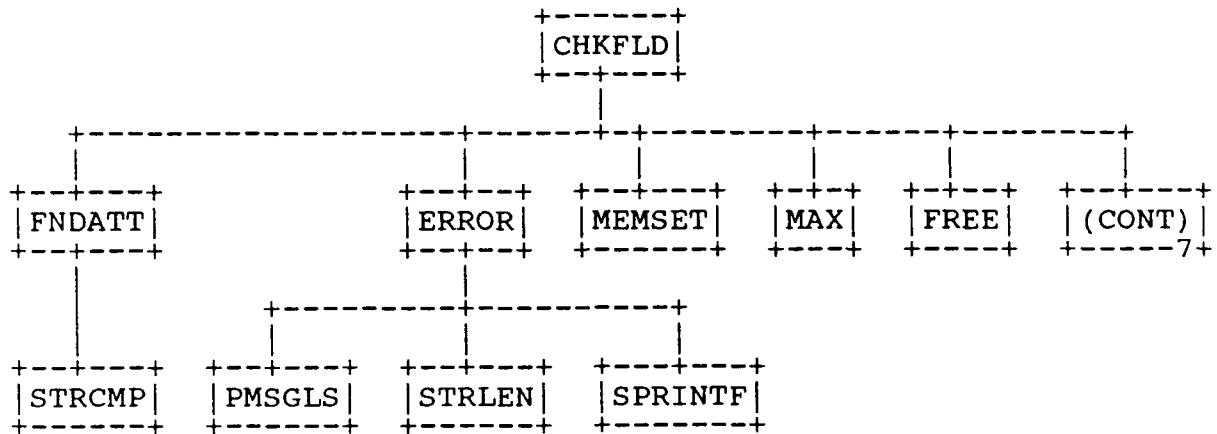 CHKFLD
FNDATT ERROR MEMSET MAX FREE (CONT)
7
STRCMP PMSGLS STRLEN SPRINTF